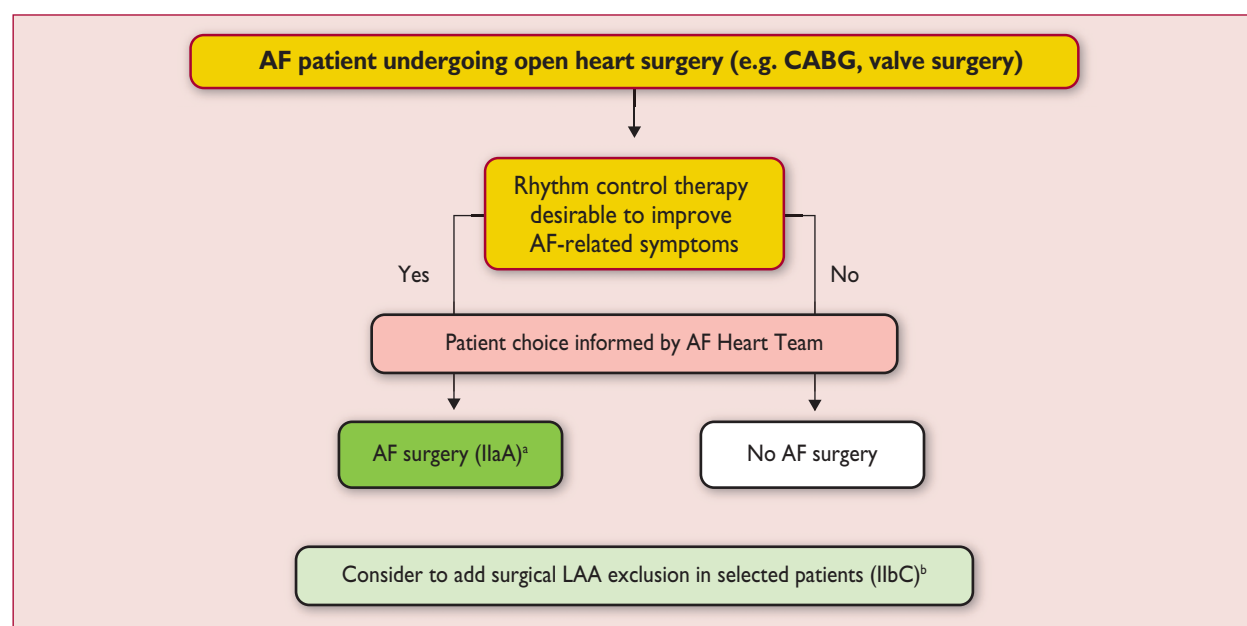 AF patient undergoing open heart surgery (e.g. CABG, valve surgery)
Rhythm control therapy
desirable to improve
AF-related symptoms
Yes
No
Patient choice informed by AF Heart Team
AF surgery (IIaA)ᵃ
No AF surgery
Consider to add surgical LAA exclusion in selected patients (IIbC)ᵇ